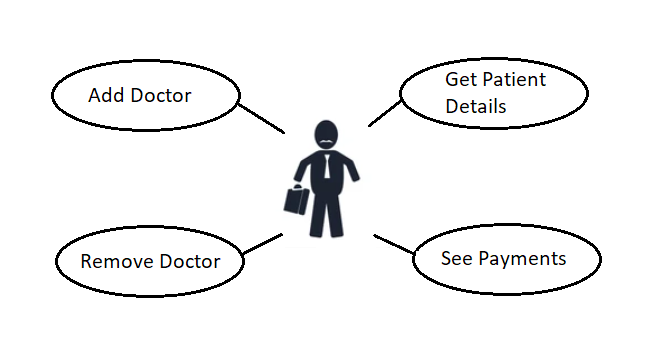 Add Doctor
Get Patient
Details
Remove Doctor
See Payments